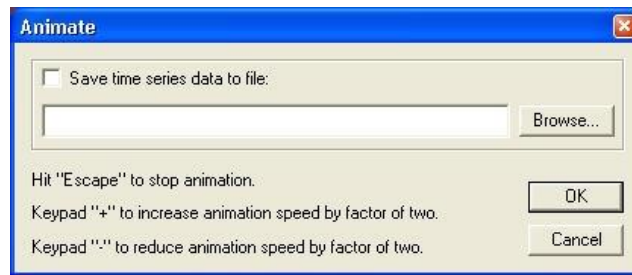 Animate
Save time series data to file:
Browse...
Hit "Escape" to stop animation.
OK
Keypad "+" to increase animation speed by factor of two.
Cancel
Keypad "-" to reduce animation speed by factor of two.